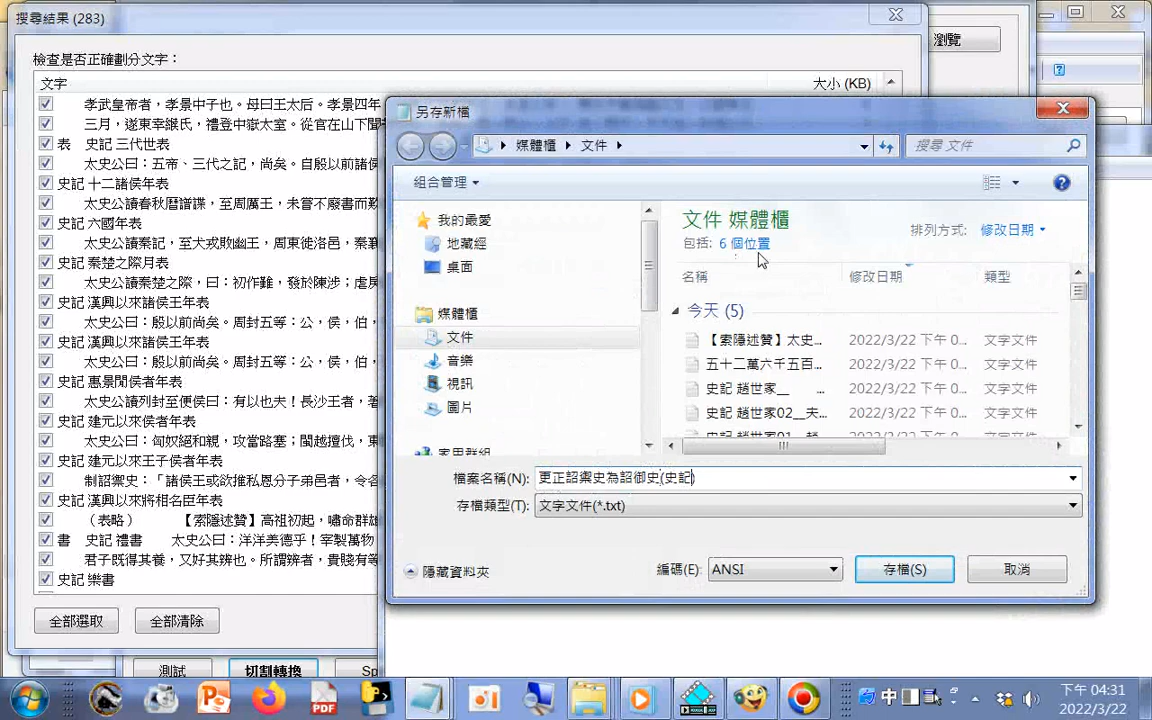 搜尋結果 (283)
瀏覽
檢查是否正確劃分文字：
文字 大小 (KB)
孝武皇帝者，孝景中子也。母曰王太后。孝景四年
三月，遂東幸緱氏，禮登中嶽太室。從官在山下聞
表 史記 三代世表
太史公曰：五帝、三代之記，尚矣。自殷以前諸侯
史記 十二諸侯年表
太史公讀春秋曆譜諜，至周厲王，未嘗不廢書而
史記 六國年表
太史公讀秦記，至犬戎敗幽王，周東徙洛邑，秦襄
史記 秦楚之際月表
太史公讀秦楚之際，曰：初作難，發於陳涉；虐戾
史記 漢興以來諸侯王年表
太史公曰：殷以前尚矣。周封五等：公，侯，伯，
史記 漢興以來諸侯王年表
太史公曰：殷以前尚矣。周封五等：公，侯，伯，
史記 惠景閒侯者年表
太史公讀列封至便侯曰：有以也夫！長沙王者，著
史記 建元以來侯者年表
太史公曰：匈奴絕和親，攻當路塞；閩越擅伐，東
史記 建元以來王子侯者年表
制詔禦史：「諸侯王或欲推私恩分子弟邑者，令各
史記 漢興以來將相名臣年表
（表略） 【索隱述贊】高祖初起，嘯命群雄
書 史記 禮書 太史公曰：洋洋美德乎！宰製萬物
君子既得其養，又好其辨也。所謂辨者，貴賤有等
史記 樂書
全部選取 全部清除
測試 切割轉換 Sp
另存新檔
媒體櫃 文件
搜尋 文件
組合管理
我的最愛
地藏經
桌面
媒體櫃
文件
音樂
視訊
圖片
家用群組
文件 媒體櫃
包括: 6 個位置
排列方式: 修改日期
名稱 修改日期 類型
今天 (5)
【索隱述贊】太史... 2022/3/22 下午 0... 文字文件
五十二萬六千五百... 2022/3/22 下午 0... 文字文件
史記 趙世家__ ... 2022/3/22 下午 0... 文字文件
史記 趙世家02__夫... 2022/3/22 下午 0... 文字文件
檔案名稱(N): 更正詔禦史為詔御史(史記)
存檔類型(T): 文字文件(*.txt)
隱藏資料夾
編碼(E): ANSI 存檔(S) 取消
PDF
中
下午 04:31
2022/3/22